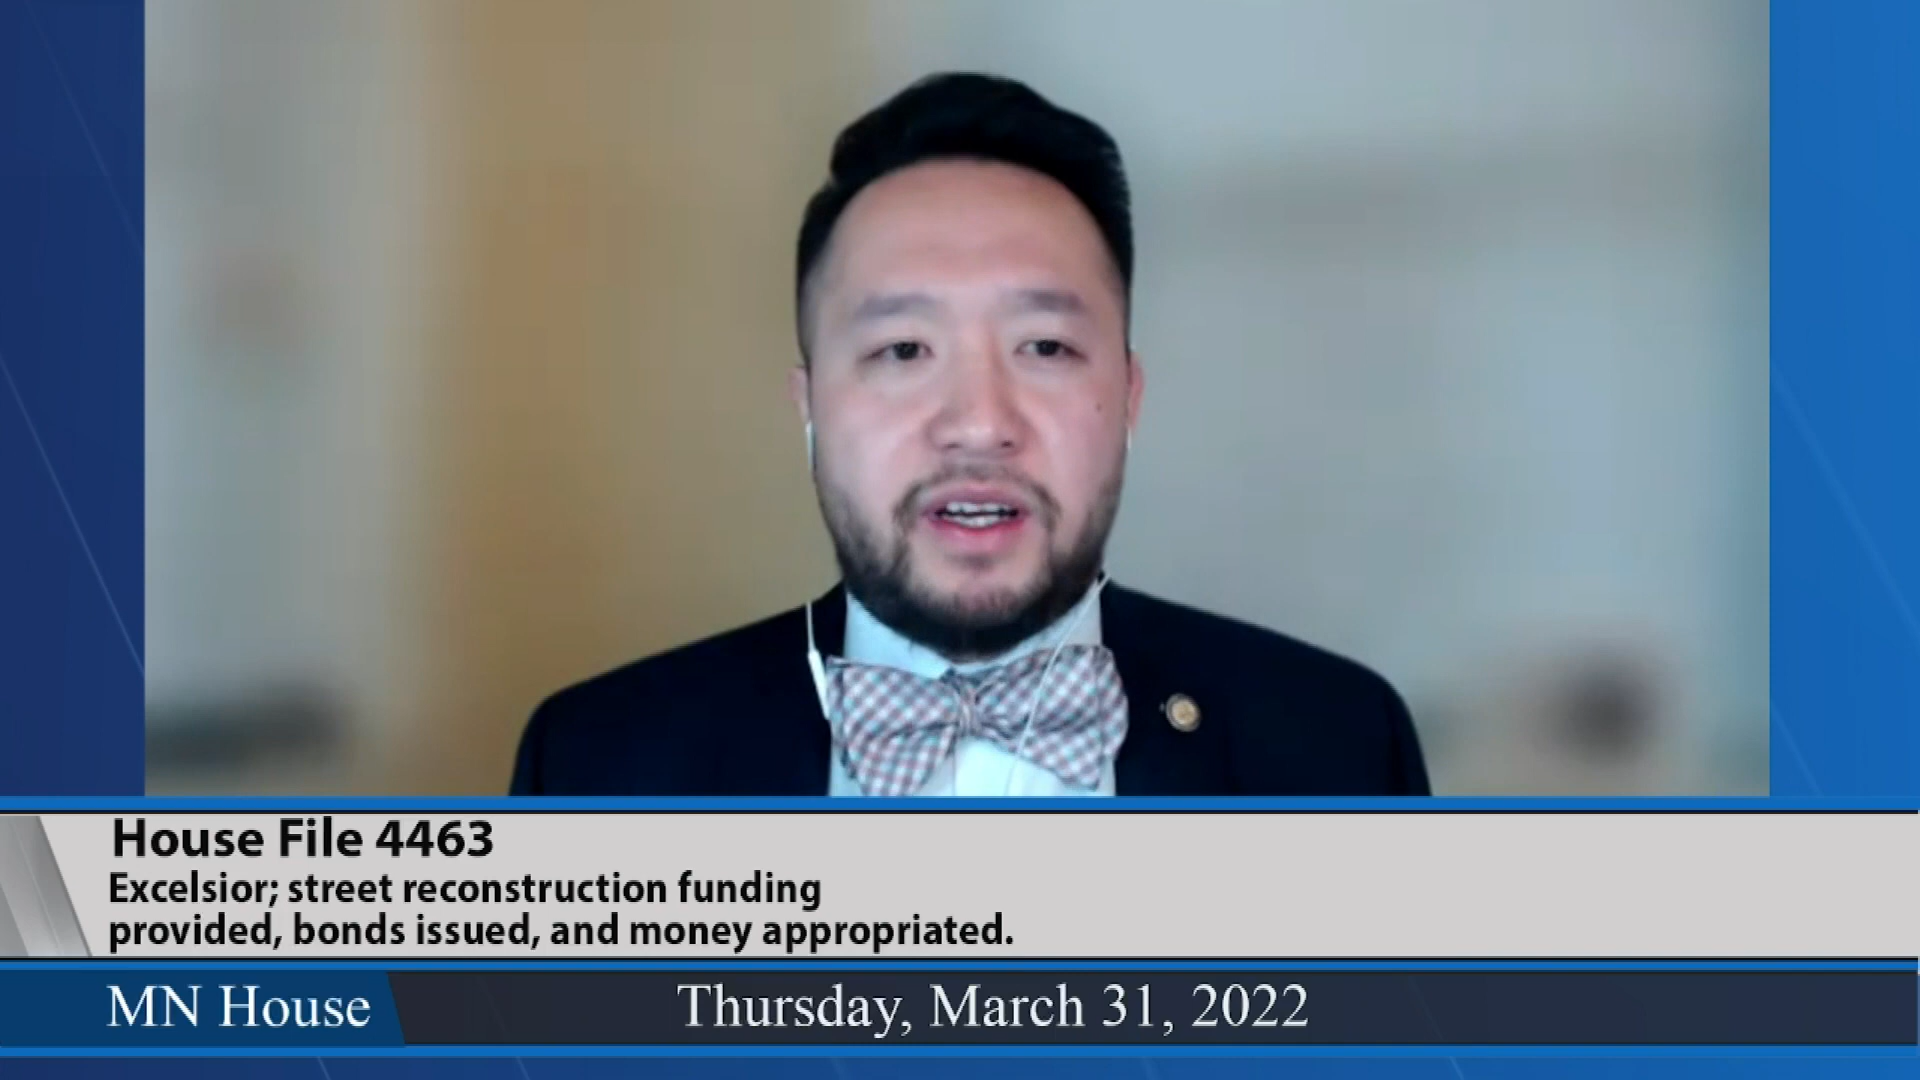 House File 4463
Excelsior; street reconstruction funding
provided, bonds issued, and money appropriated.
MN House
Thursday, March 31, 2022